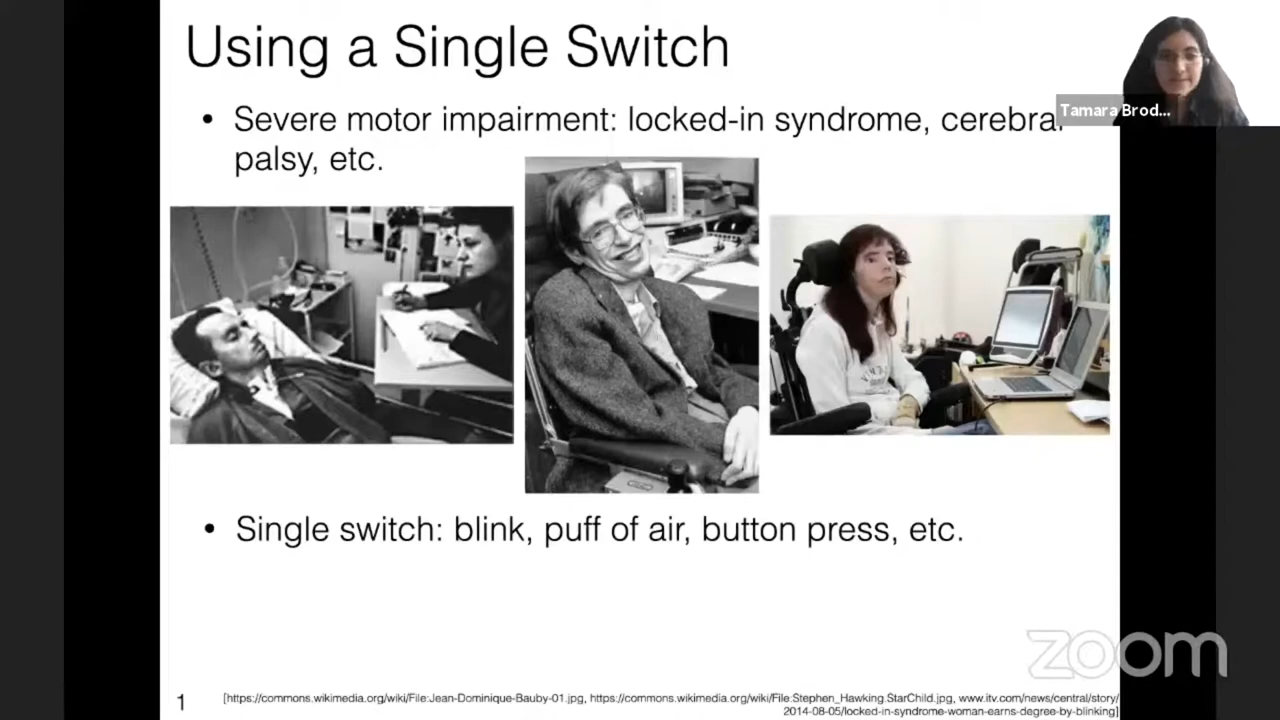 Using a Single Switch
Tamara Brod...
• Severe motor impairment: locked-in syndrome, cerebral
palsy, etc.
• Single switch: blink, puff of air, button press, etc.
zoom
1
[https://commons.wikimedia.org/wiki/File:Jean-Dominique-Bauby-01.jpg, https://commons.wikimedia.org/wiki/File:Stephen_Hawking.StarChild.jpg, www.itv.com/news/central/story/
2014-08-05/locked-in-syndrome-woman-earns-degree-by-blinking]